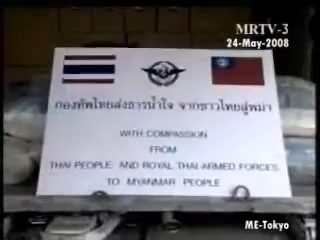 MRTV-3
24-May-2008
กองทัพไทยส่งธารน้ำใจ จากชาวไทยสู่พม่า
WITH COMPASSION
FROM
THAI PEOPLE AND ROYAL THAI ARMED FORCES
TO MYANMAR PEOPLE
ME-Tokyo